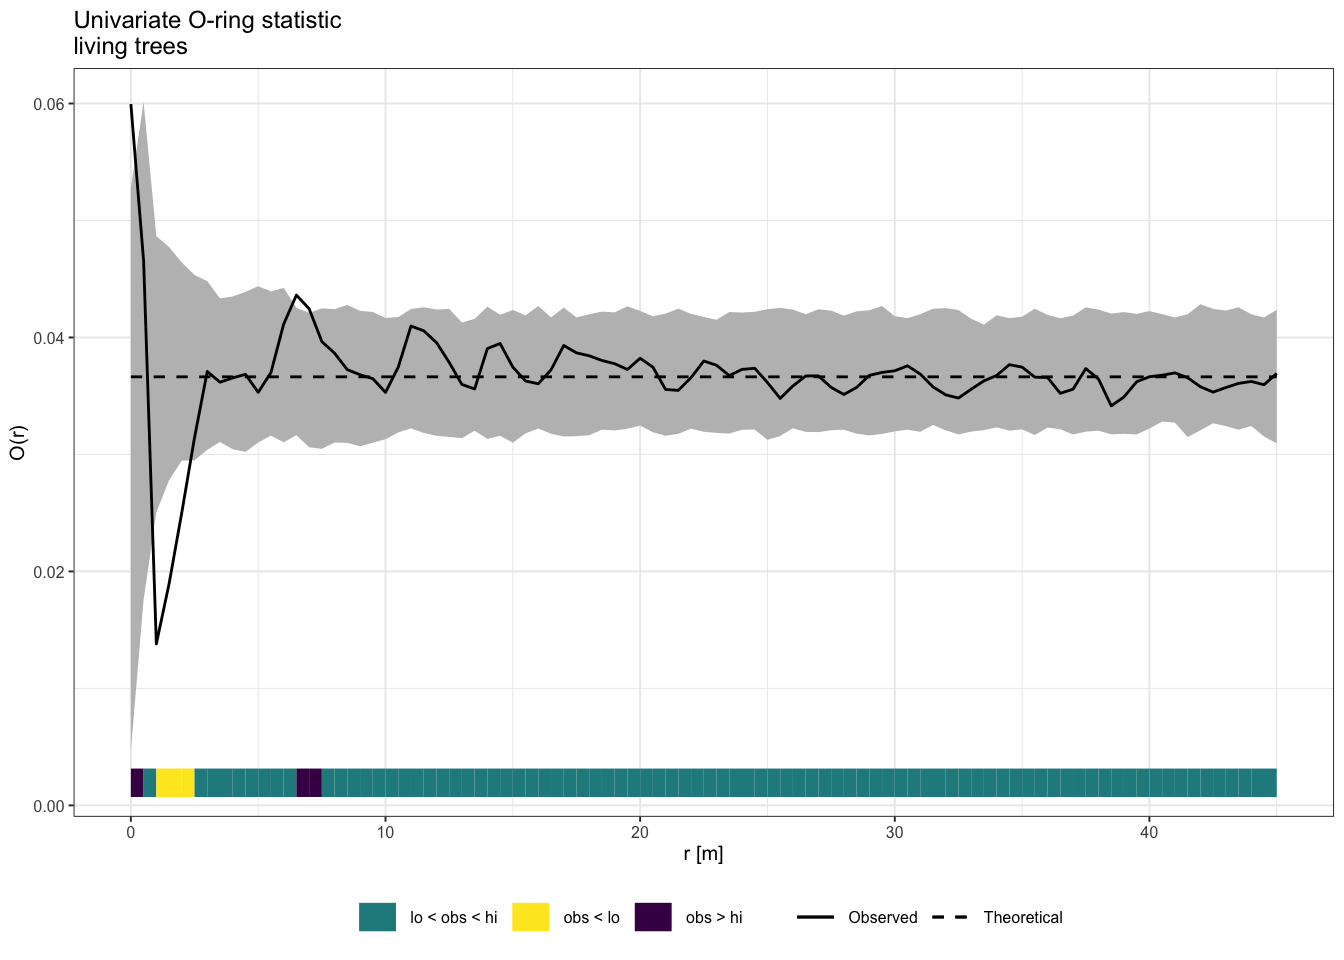 Univariate O-ring statistic
living trees
0.06
0.04
0.02
0.00
O(r)
0 10 20 30 40
r [m]
lo < obs < hi obs < lo obs > hi Observed Theoretical